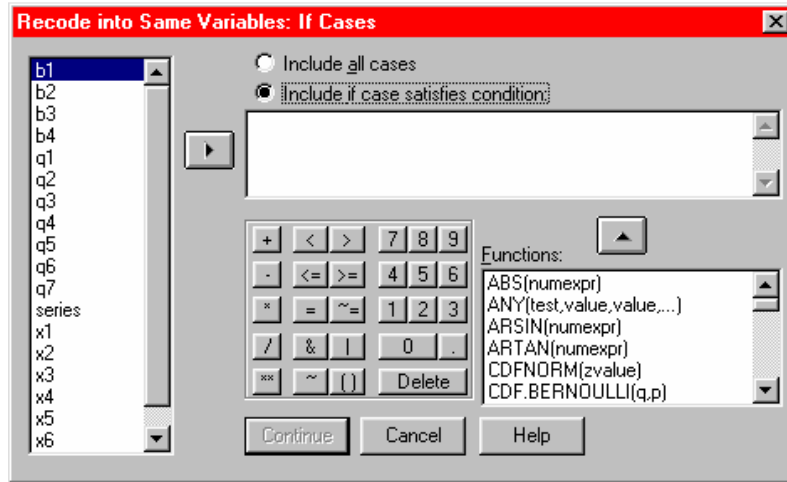 Recode into Same Variables: If Cases
b1
b2
b3
b4
q1
q2
q3
q4
q5
q6
q7
series
x1
x2
x3
x4
x5
x6
Include all cases
Include if case satisfies condition:
+ < > 7 8 9
- <= >= 4 5 6
* = ~= 1 2 3
/ & | 0 .
** ~ () Delete
Functions:
ABS(numexpr)
ANY(test,value,value,...)
ARSIN(numexpr)
ARTAN(numexpr)
CDFNORM(zvalue)
CDF.BERNOULLI(q,p)
Continue Cancel Help